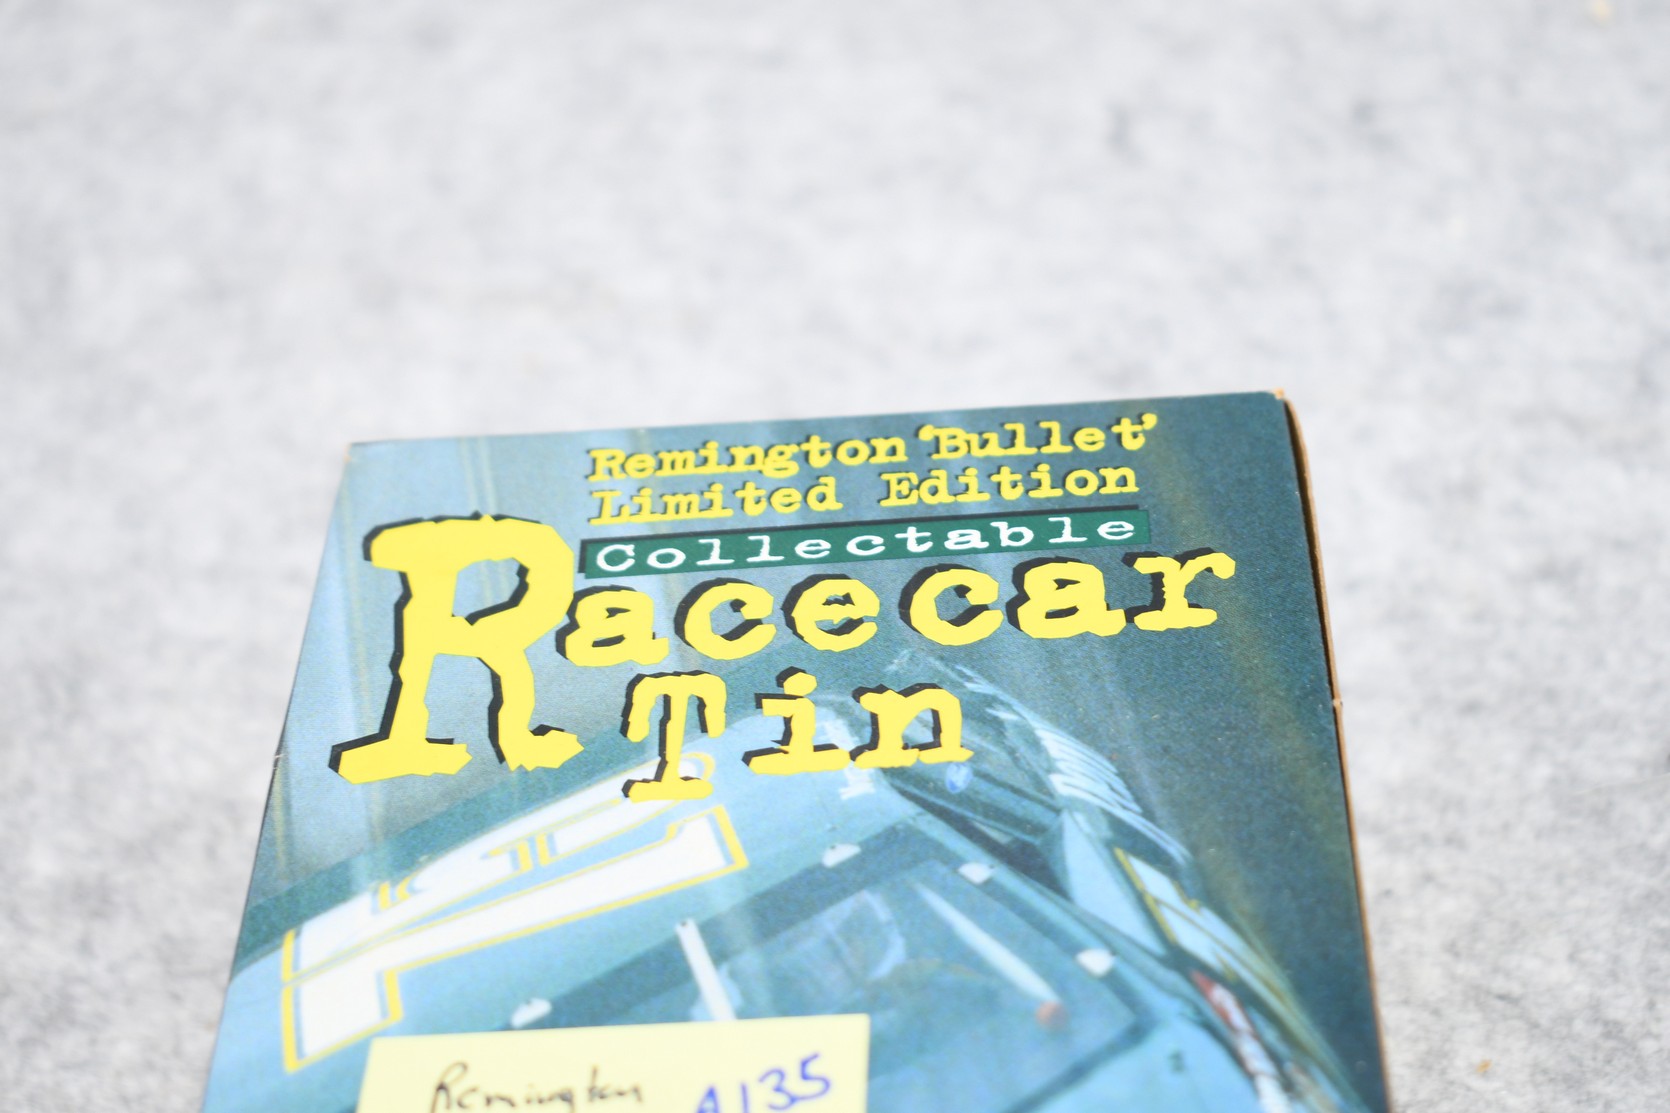 Remington 'Bullet'
Limited Edition
Collectable
Racecar
Tin
Remington A135